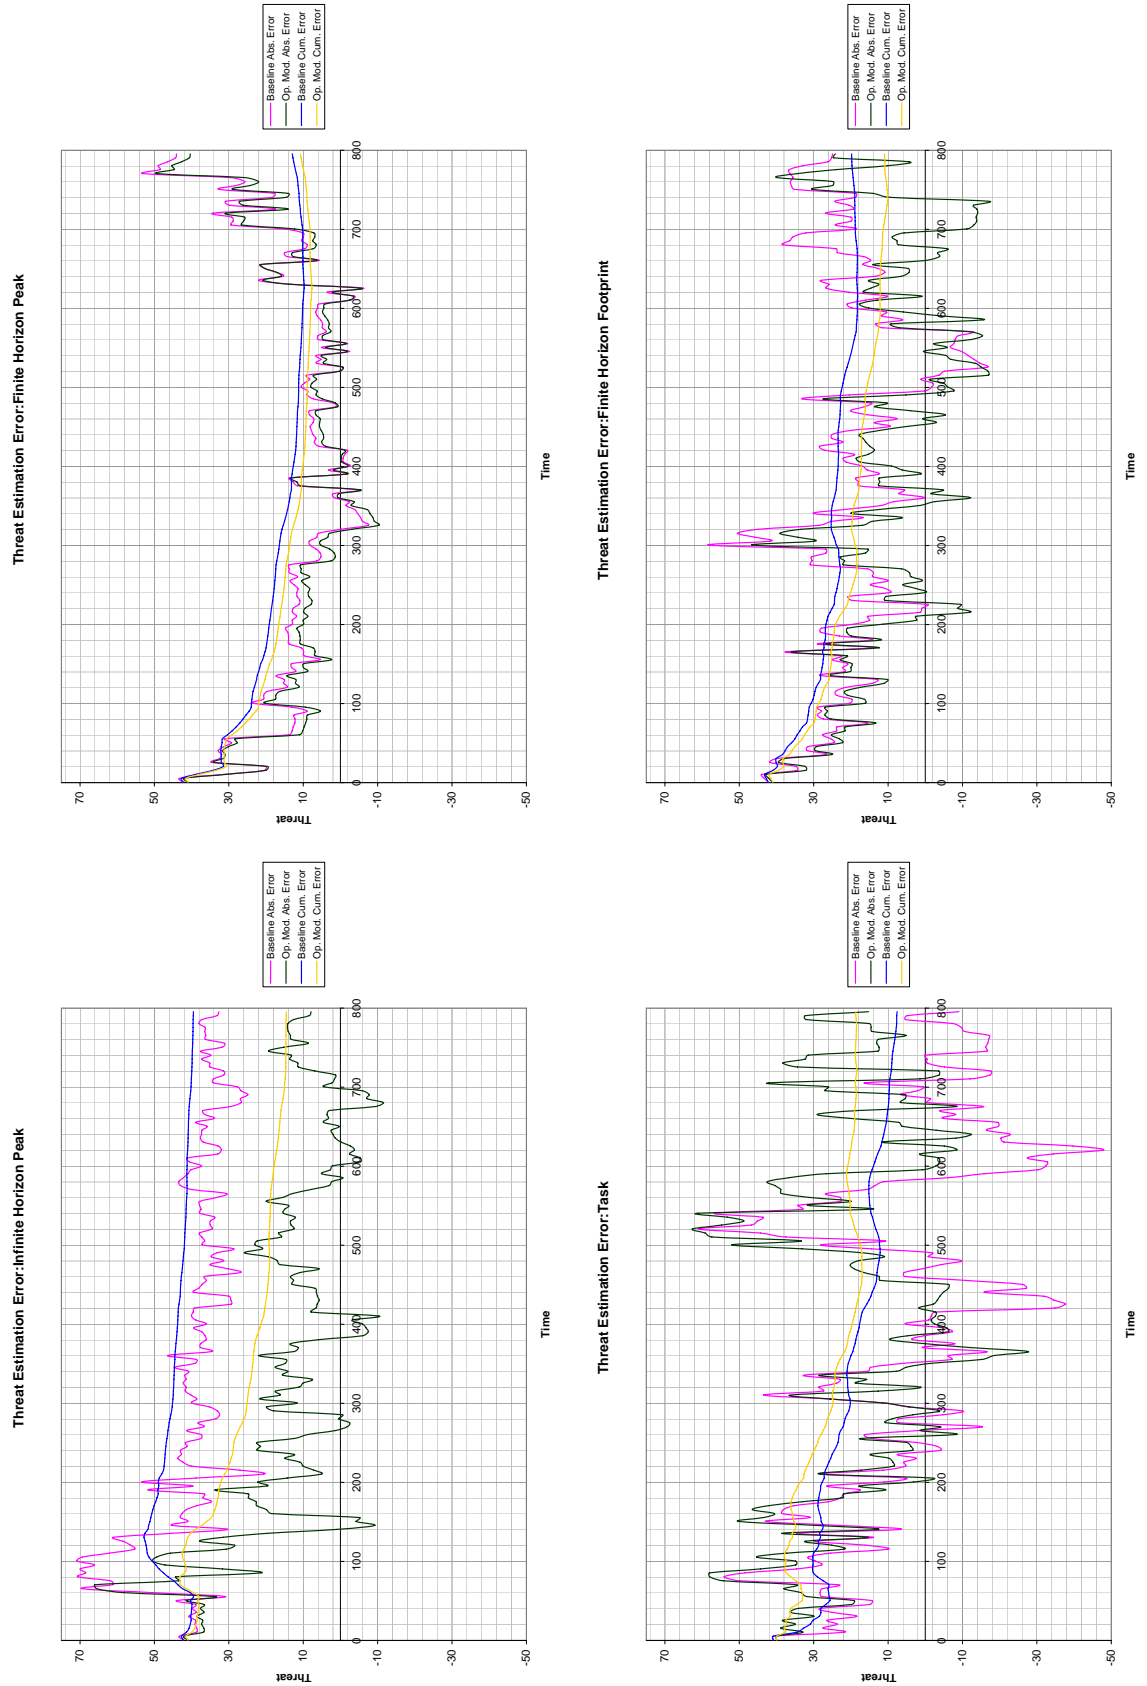 Threat Estimation Error:Infinite Horizon Peak
70
50
30
10
-10
-30
-50
Threat
0
100
200
300
400
500
600
700
800
Time
Baseline Abs. Error
Op. Mod. Abs. Error
Baseline Cum. Error
Op. Mod. Cum. Error
Threat Estimation Error:Finite Horizon Peak
70
50
30
10
-10
-30
-50
Threat
0
100
200
300
400
500
600
700
800
Time
Baseline Abs. Error
Op. Mod. Abs. Error
Baseline Cum. Error
Op. Mod. Cum. Error
Threat Estimation Error:Task
70
50
30
10
-10
-30
-50
Threat
0
100
200
300
400
500
600
700
800
Time
Baseline Abs. Error
Op. Mod. Abs. Error
Baseline Cum. Error
Op. Mod. Cum. Error
Threat Estimation Error:Finite Horizon Footprint
70
50
30
10
-10
-30
-50
Threat
0
100
200
300
400
500
600
700
800
Time
Baseline Abs. Error
Op. Mod. Abs. Error
Baseline Cum. Error
Op. Mod. Cum. Error